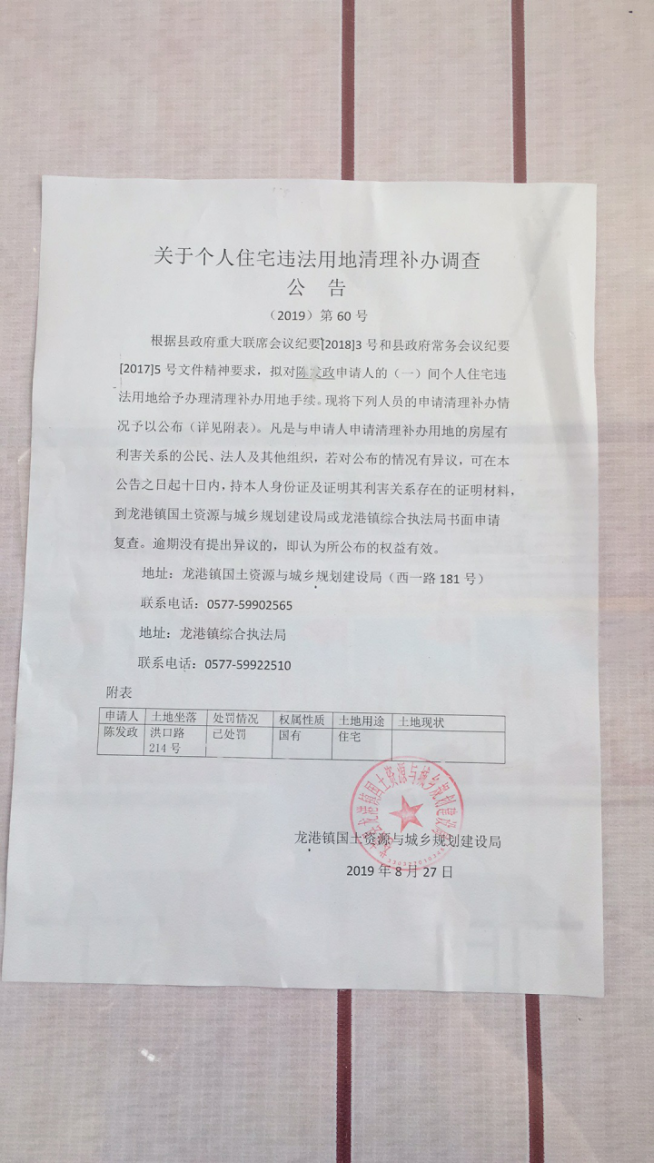 关于个人住宅违法用地清理补办调查
公 告
（2019）第 60 号
根据县政府重大联席会议纪要[2018]3 号和县政府常务会议纪要
[2017]5 号文件精神要求，拟对陈发政申请人的（一）间个人住宅违
法用地给予办理清理补办用地手续。现将下列人员的申请清理补办情
况予以公布（详见附表）。凡是与申请人申请清理补办用地的房屋有
利害关系的公民、法人及其他组织，若对公布的情况有异议，可在本
公告之日起十日内，持本人身份证及证明其利害关系存在的证明材料，
到龙港镇国土资源与城乡规划建设局或龙港镇综合执法局书面申请
复查。逾期没有提出异议的，即认为所公布的权益有效。
地址：龙港镇国土资源与城乡规划建设局（西一路 181 号）
联系电话：0577-59902565
地址：龙港镇综合执法局
联系电话：0577-59922510
附表
申请人 土地坐落 处罚情况 权属性质 土地用途 土地现状
陈发政 洪口路 已处罚 国有 住宅
214 号
龙港镇国土资源与城乡规划建设局
2019 年 8 月 27 日